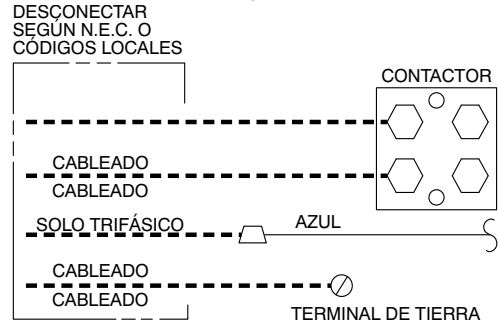 DESCONECTAR
SEGÚN N.E.C. O
CÓDIGOS LOCALES
CONTACTOR
CABLEADO
CABLEADO
SOLO TRIFÁSICO
AZUL
CABLEADO
CABLEADO
TERMINAL DE TIERRA